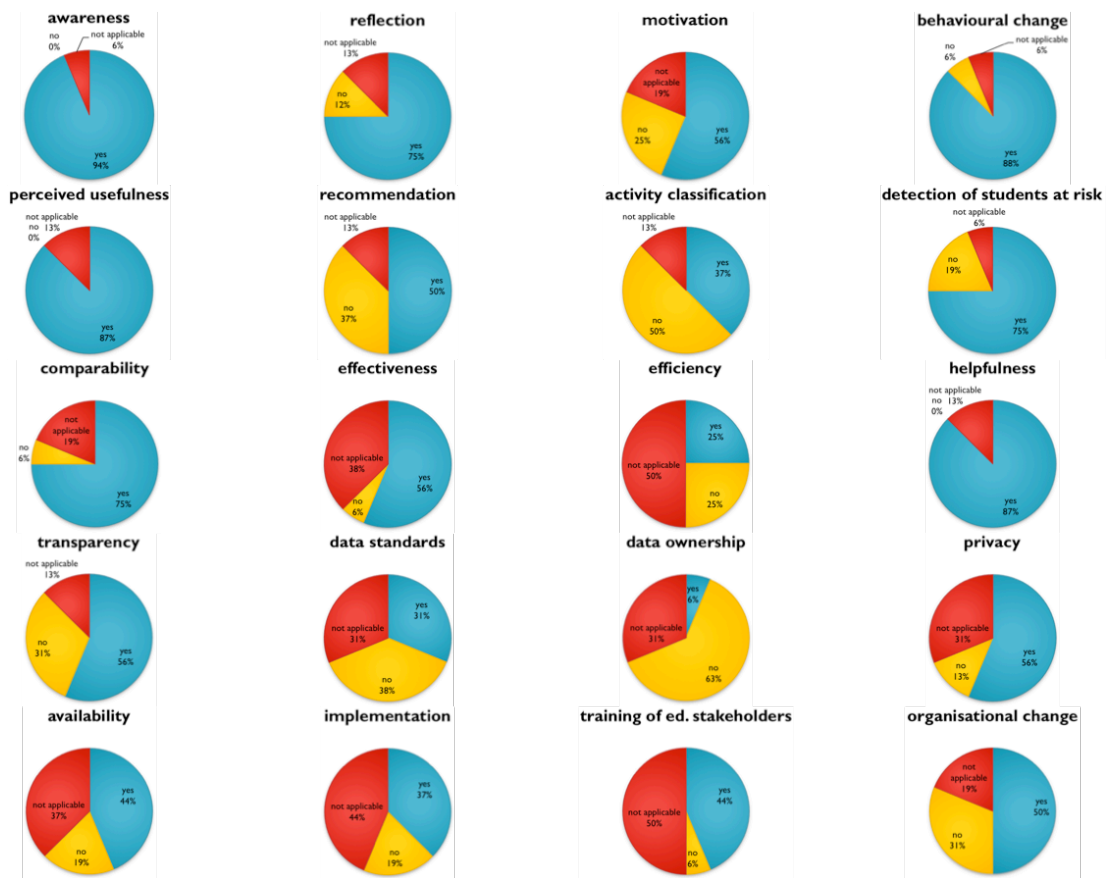 awareness
no
0%
not applicable
6%
yes
94%
reflection
not applicable
13%
no
12%
yes
75%
motivation
not
applicable
19%
no
25%
yes
56%
behavioural change
no
6%
not applicable
6%
yes
88%
perceived usefulness
not applicable
13%
no
0%
yes
87%
recommendation
not applicable
13%
yes
50%
no
37%
activity classification
not applicable
13%
yes
37%
no
50%
detection of students at risk
not applicable
6%
no
19%
yes
75%
comparability
not
applicable
19%
no
6%
yes
75%
effectiveness
not applicable
38%
yes
56%
no
6%
efficiency
yes
25%
not applicable
50%
no
25%
helpfulness
not applicable
13%
no
0%
yes
87%
transparency
not applicable
13%
no
31%
yes
56%
data standards
yes
31%
not applicable
31%
no
38%
data ownership
yes
6%
not applicable
31%
no
63%
privacy
not applicable
31%
yes
56%
no
13%
availability
yes
44%
not applicable
37%
no
19%
implementation
yes
37%
not applicable
44%
no
19%
training of ed. stakeholders
yes
44%
not applicable
50%
no
6%
organisational change
not
applicable
19%
yes
50%
no
31%